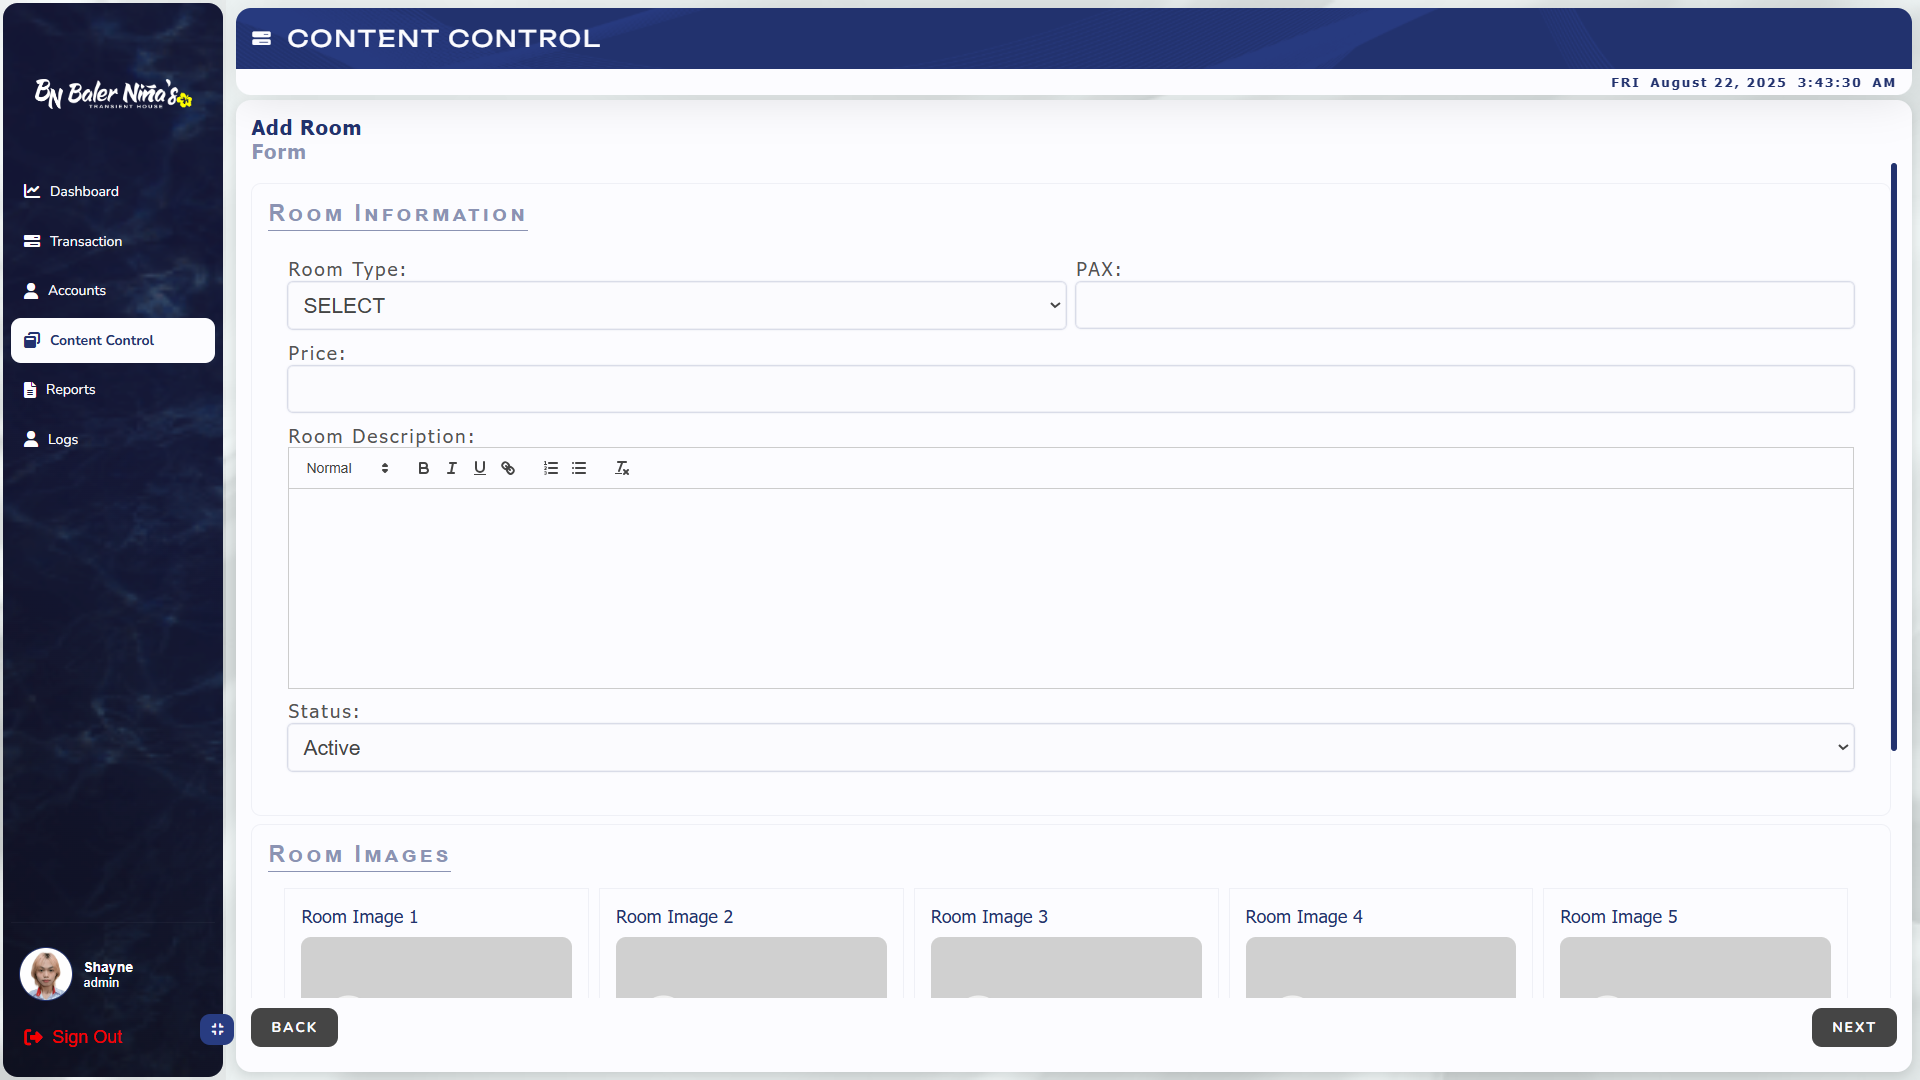 BN Baler Niña's
TRANSIENT HOUSE
Dashboard
Transaction
Accounts
Content Control
Reports
Logs
Shayne
admin
Sign Out
CONTENT CONTROL
FRI August 22, 2025 3:43:30 AM
Add Room
Form
ROOM INFORMATION
Room Type:
PAX:
SELECT
Price:
Room Description:
Normal
Status:
Active
ROOM IMAGES
Room Image 1
Room Image 2
Room Image 3
Room Image 4
Room Image 5
BACK
NEXT